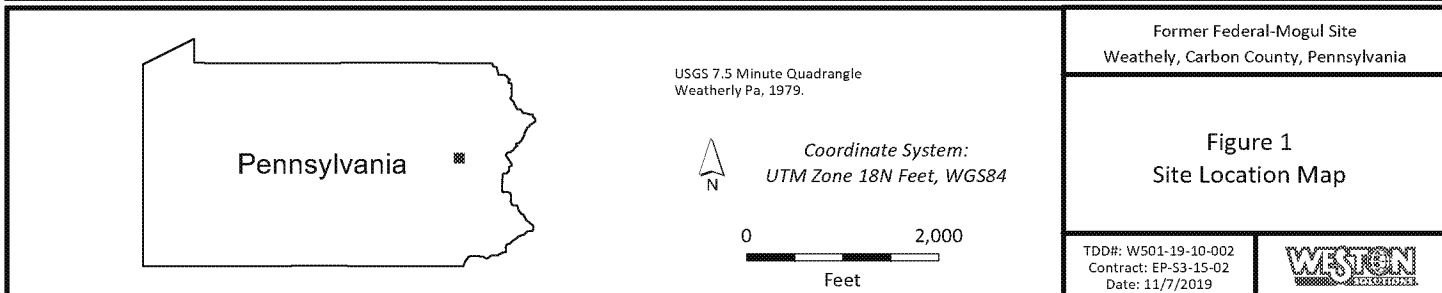 Pennsylvania
USGS 7.5 Minute Quadrangle
Weatherly Pa, 1979.
N
Coordinate System:
UTM Zone 18N Feet, WGS84
0 2,000
Feet
Former Federal-Mogul Site
Weathely, Carbon County, Pennsylvania
Figure 1
Site Location Map
TDD#: W501-19-10-002
Contract: EP-S3-15-02
Date: 11/7/2019
WESTON
SOLUTIONS